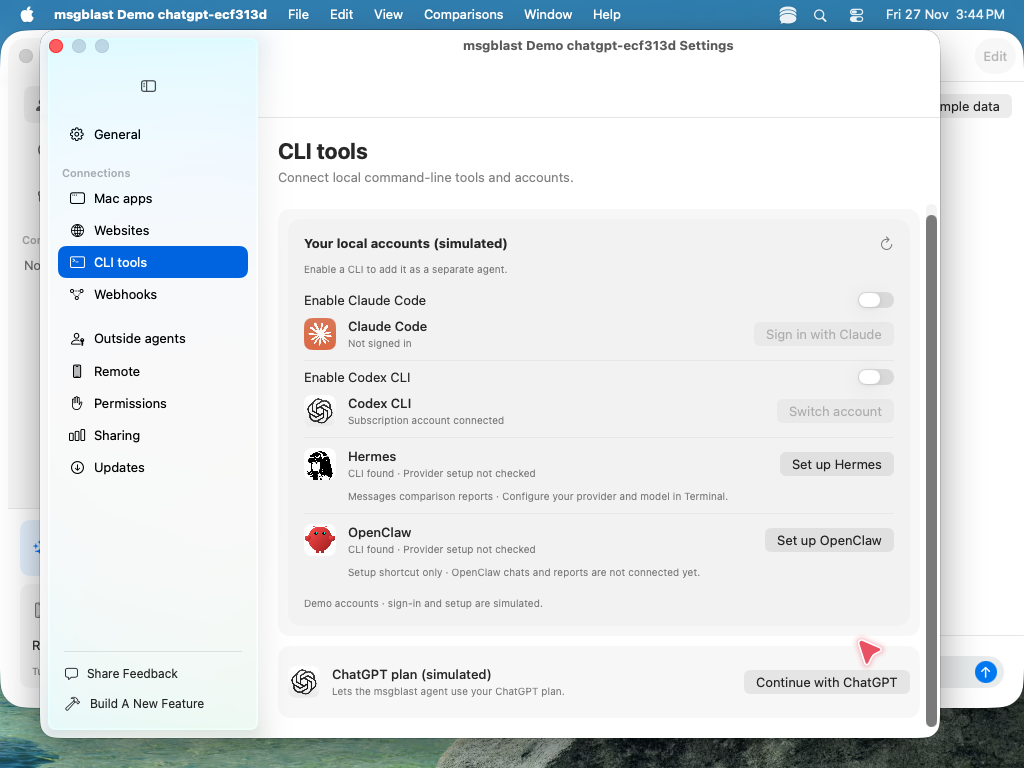 msgblast Demo chatgpt-ecf313d File Edit View Comparisons Window Help Fri 27 Nov 3:44 PM
msgblast Demo chatgpt-ecf313d Settings
Edit
mple data
General
Connections
Mac apps
Websites
CLI tools
Webhooks
Outside agents
Remote
Permissions
Sharing
Updates
Share Feedback
Build A New Feature
CLI tools
Connect local command-line tools and accounts.
Your local accounts (simulated)
Enable a CLI to add it as a separate agent.
Enable Claude Code
Claude Code
Not signed in
Sign in with Claude
Enable Codex CLI
Codex CLI
Subscription account connected
Switch account
Hermes
CLI found · Provider setup not checked
Set up Hermes
Messages comparison reports · Configure your provider and model in Terminal.
OpenClaw
CLI found · Provider setup not checked
Set up OpenClaw
Setup shortcut only · OpenClaw chats and reports are not connected yet.
Demo accounts · sign-in and setup are simulated.
ChatGPT plan (simulated)
Lets the msgblast agent use your ChatGPT plan.
Continue with ChatGPT